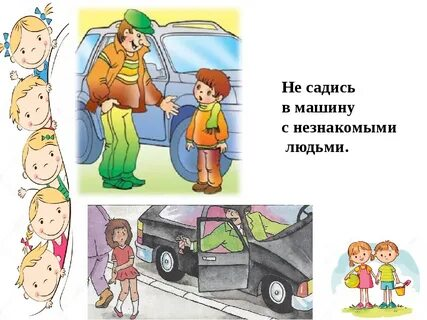 Не садись
в машину
с незнакомыми
людьми.